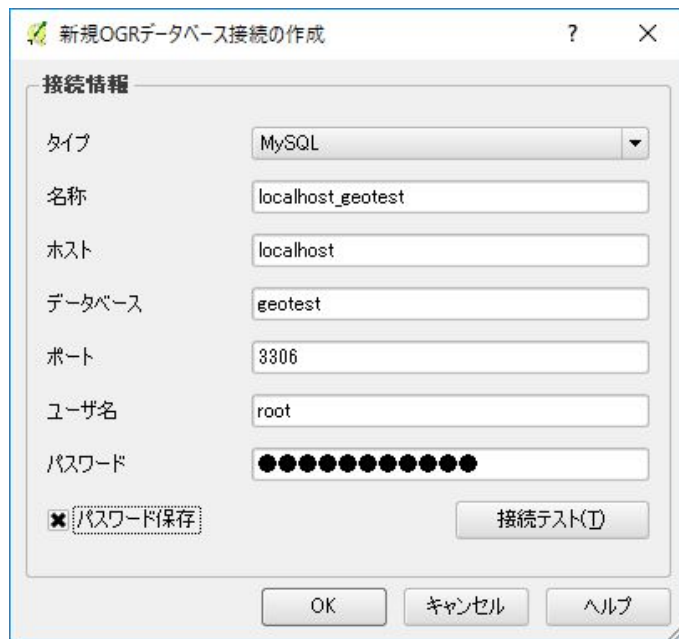 新規OGRデータベース接続の作成 ?
接続情報
タイプ MySQL
名称 localhost_geotest
ホスト localhost
データベース geotest
ポート 3306
ユーザ名 root
パスワード ●●●●●●●●●●●
パスワード保存 接続テスト(T)
OK キャンセル ヘルプ